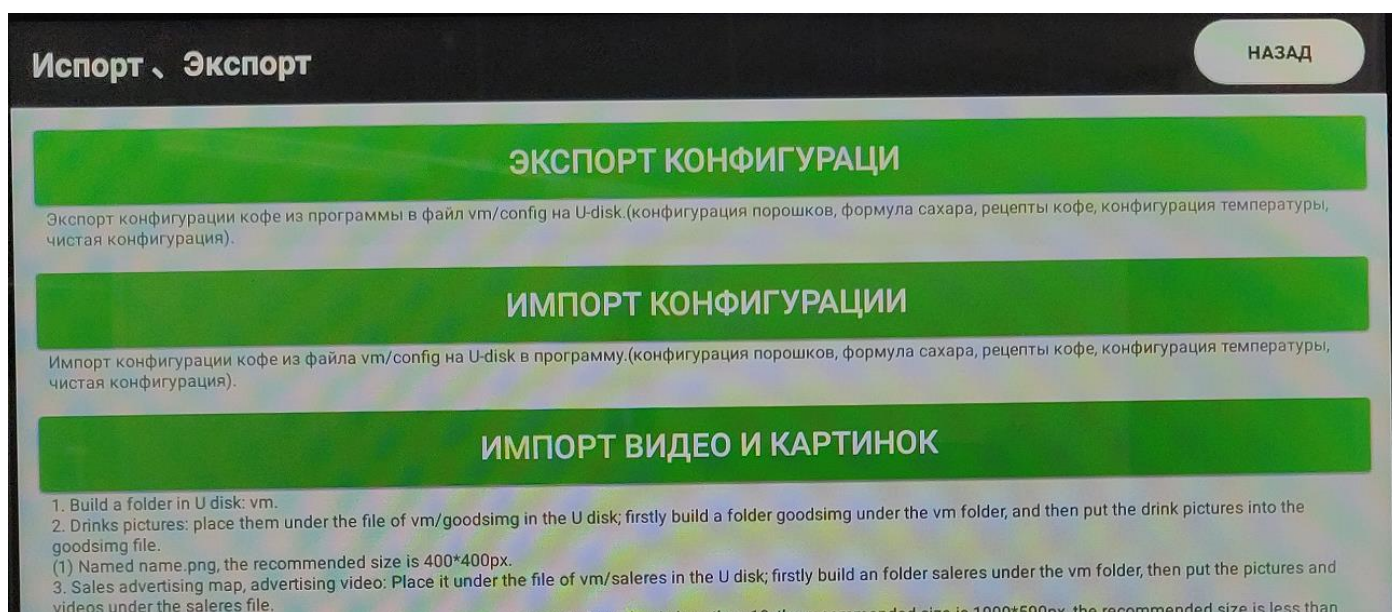 Испорт、Экспорт
НАЗАД
ЭКСПОРТ КОНФИГУРАЦИ
Экспорт конфигурации кофе из программы в файл vm/config на U-disk.(конфигурация порошков, формула сахара, рецепты кофе, конфигурация температуры,
чистая конфигурация).
ИМПОРТ КОНФИГУРАЦИИ
Импорт конфигурации кофе из файла vm/config на U-disk в программу.(конфигурация порошков, формула сахара, рецепты кофе, конфигурация температуры,
чистая конфигурация).
ИМПОРТ ВИДЕО И КАРТИНОК
1. Build a folder in U disk: vm.
2. Drinks pictures: place them under the file of vm/goodsimg in the U disk; firstly build a folder goodsimg under the vm folder, and then put the drink pictures into the
goodsimg file.
(1) Named name.png, the recommended size is 400*400px.
3. Sales advertising map, advertising video: Place it under the file of vm/saleres in the U disk; firstly build an folder saleres under the vm folder, then put the pictures and
videos under the saleres file.
the recommended size is less than